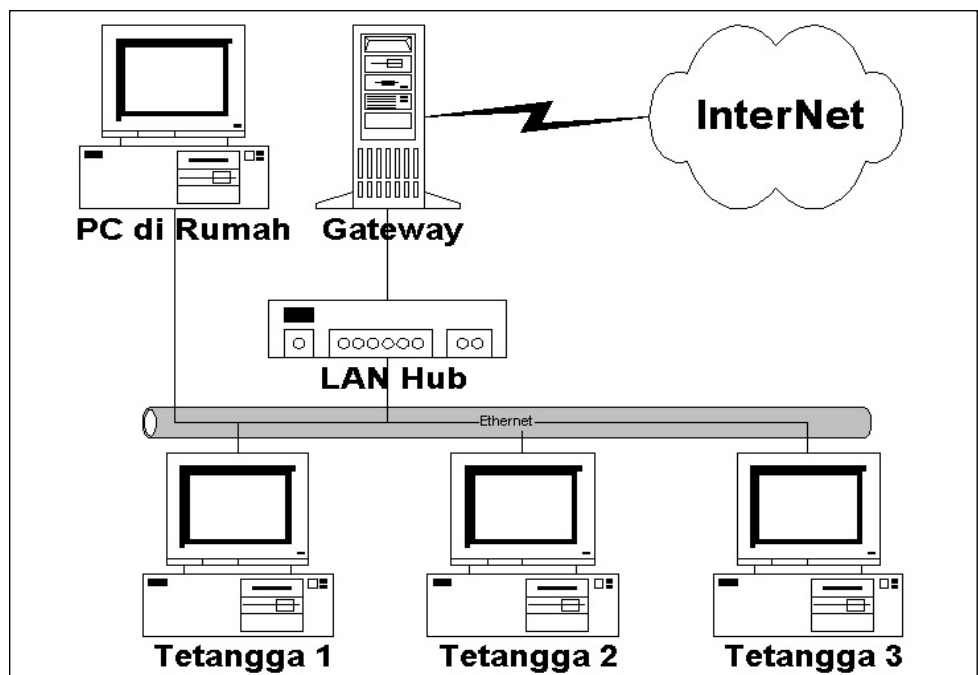 InterNet
PC di Rumah
Gateway
LAN Hub
Ethernet
Tetangga 1
Tetangga 2
Tetangga 3